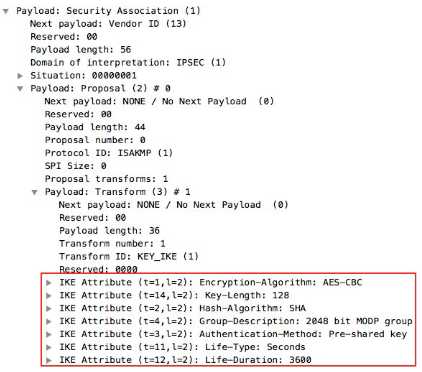 Payload: Security Association (1)
Next payload: Vendor ID (13)
Reserved: 00
Payload length: 56
Domain of interpretation: IPSEC (1)
Situation: 00000001
Payload: Proposal (2) # 0
Next payload: NONE / No Next Payload (0)
Reserved: 00
Payload length: 44
Proposal number: 0
Protocol ID: ISAKMP (1)
SPI Size: 0
Proposal transforms: 1
Payload: Transform (3) # 1
Next payload: NONE / No Next Payload (0)
Reserved: 00
Payload length: 36
Transform number: 1
Transform ID: KEY_IKE (1)
Reserved: 0000
IKE Attribute (t=1,l=2): Encryption-Algorithm: AES-CBC
IKE Attribute (t=14,l=2): Key-Length: 128
IKE Attribute (t=2,l=2): Hash-Algorithm: SHA
IKE Attribute (t=4,l=2): Group-Description: 2048 bit MODP group
IKE Attribute (t=3,l=2): Authentication-Method: Pre-shared key
IKE Attribute (t=11,l=2): Life-Type: Seconds
IKE Attribute (t=12,l=2): Life-Duration: 3600